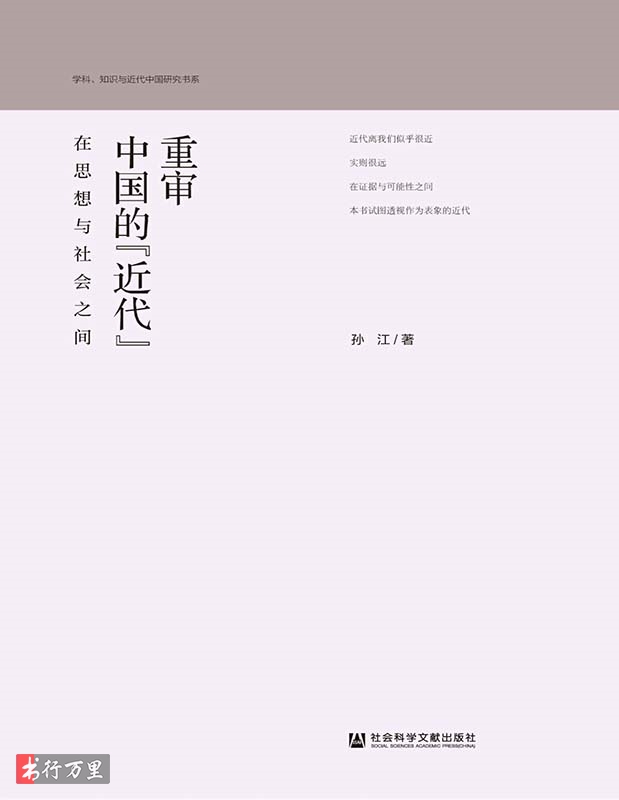 学科、知识与近代中国研究书系
重审
中国的『近代』
在思想与社会之间
近代离我们似乎很近
实则很远
在证据与可能性之间
本书试图透视作为表象的近代
孙 江/著
社会科学文献出版社
SOCIAL SCIENCES ACADEMIC PRESS(CHINA)
书行万里